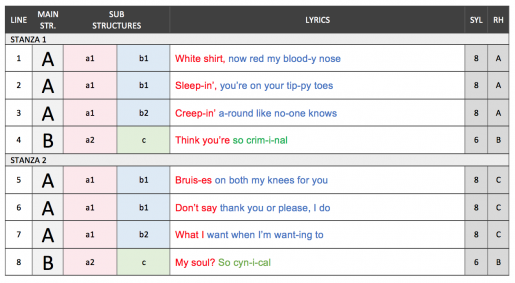 LINE MAIN STR. SUB STRUCTURES LYRICS SYL RH
STANZA 1
1 A a1 b1 White shirt, now red my blood-y nose 8 A
2 A a1 b1 Sleep-in', you're on your tip-py toes 8 A
3 A a1 b2 Creep-in' a-round like no-one knows 8 A
4 B a2 c Think you're so crim-i-nal 6 B
STANZA 2
5 A a1 b1 Bruis-es on both my knees for you 8 C
6 A a1 b1 Don't say thank you or please, I do 8 C
7 A a1 b2 What I want when I'm want-ing to 8 C
8 B a2 c My soul? So cyn-i-cal 6 B